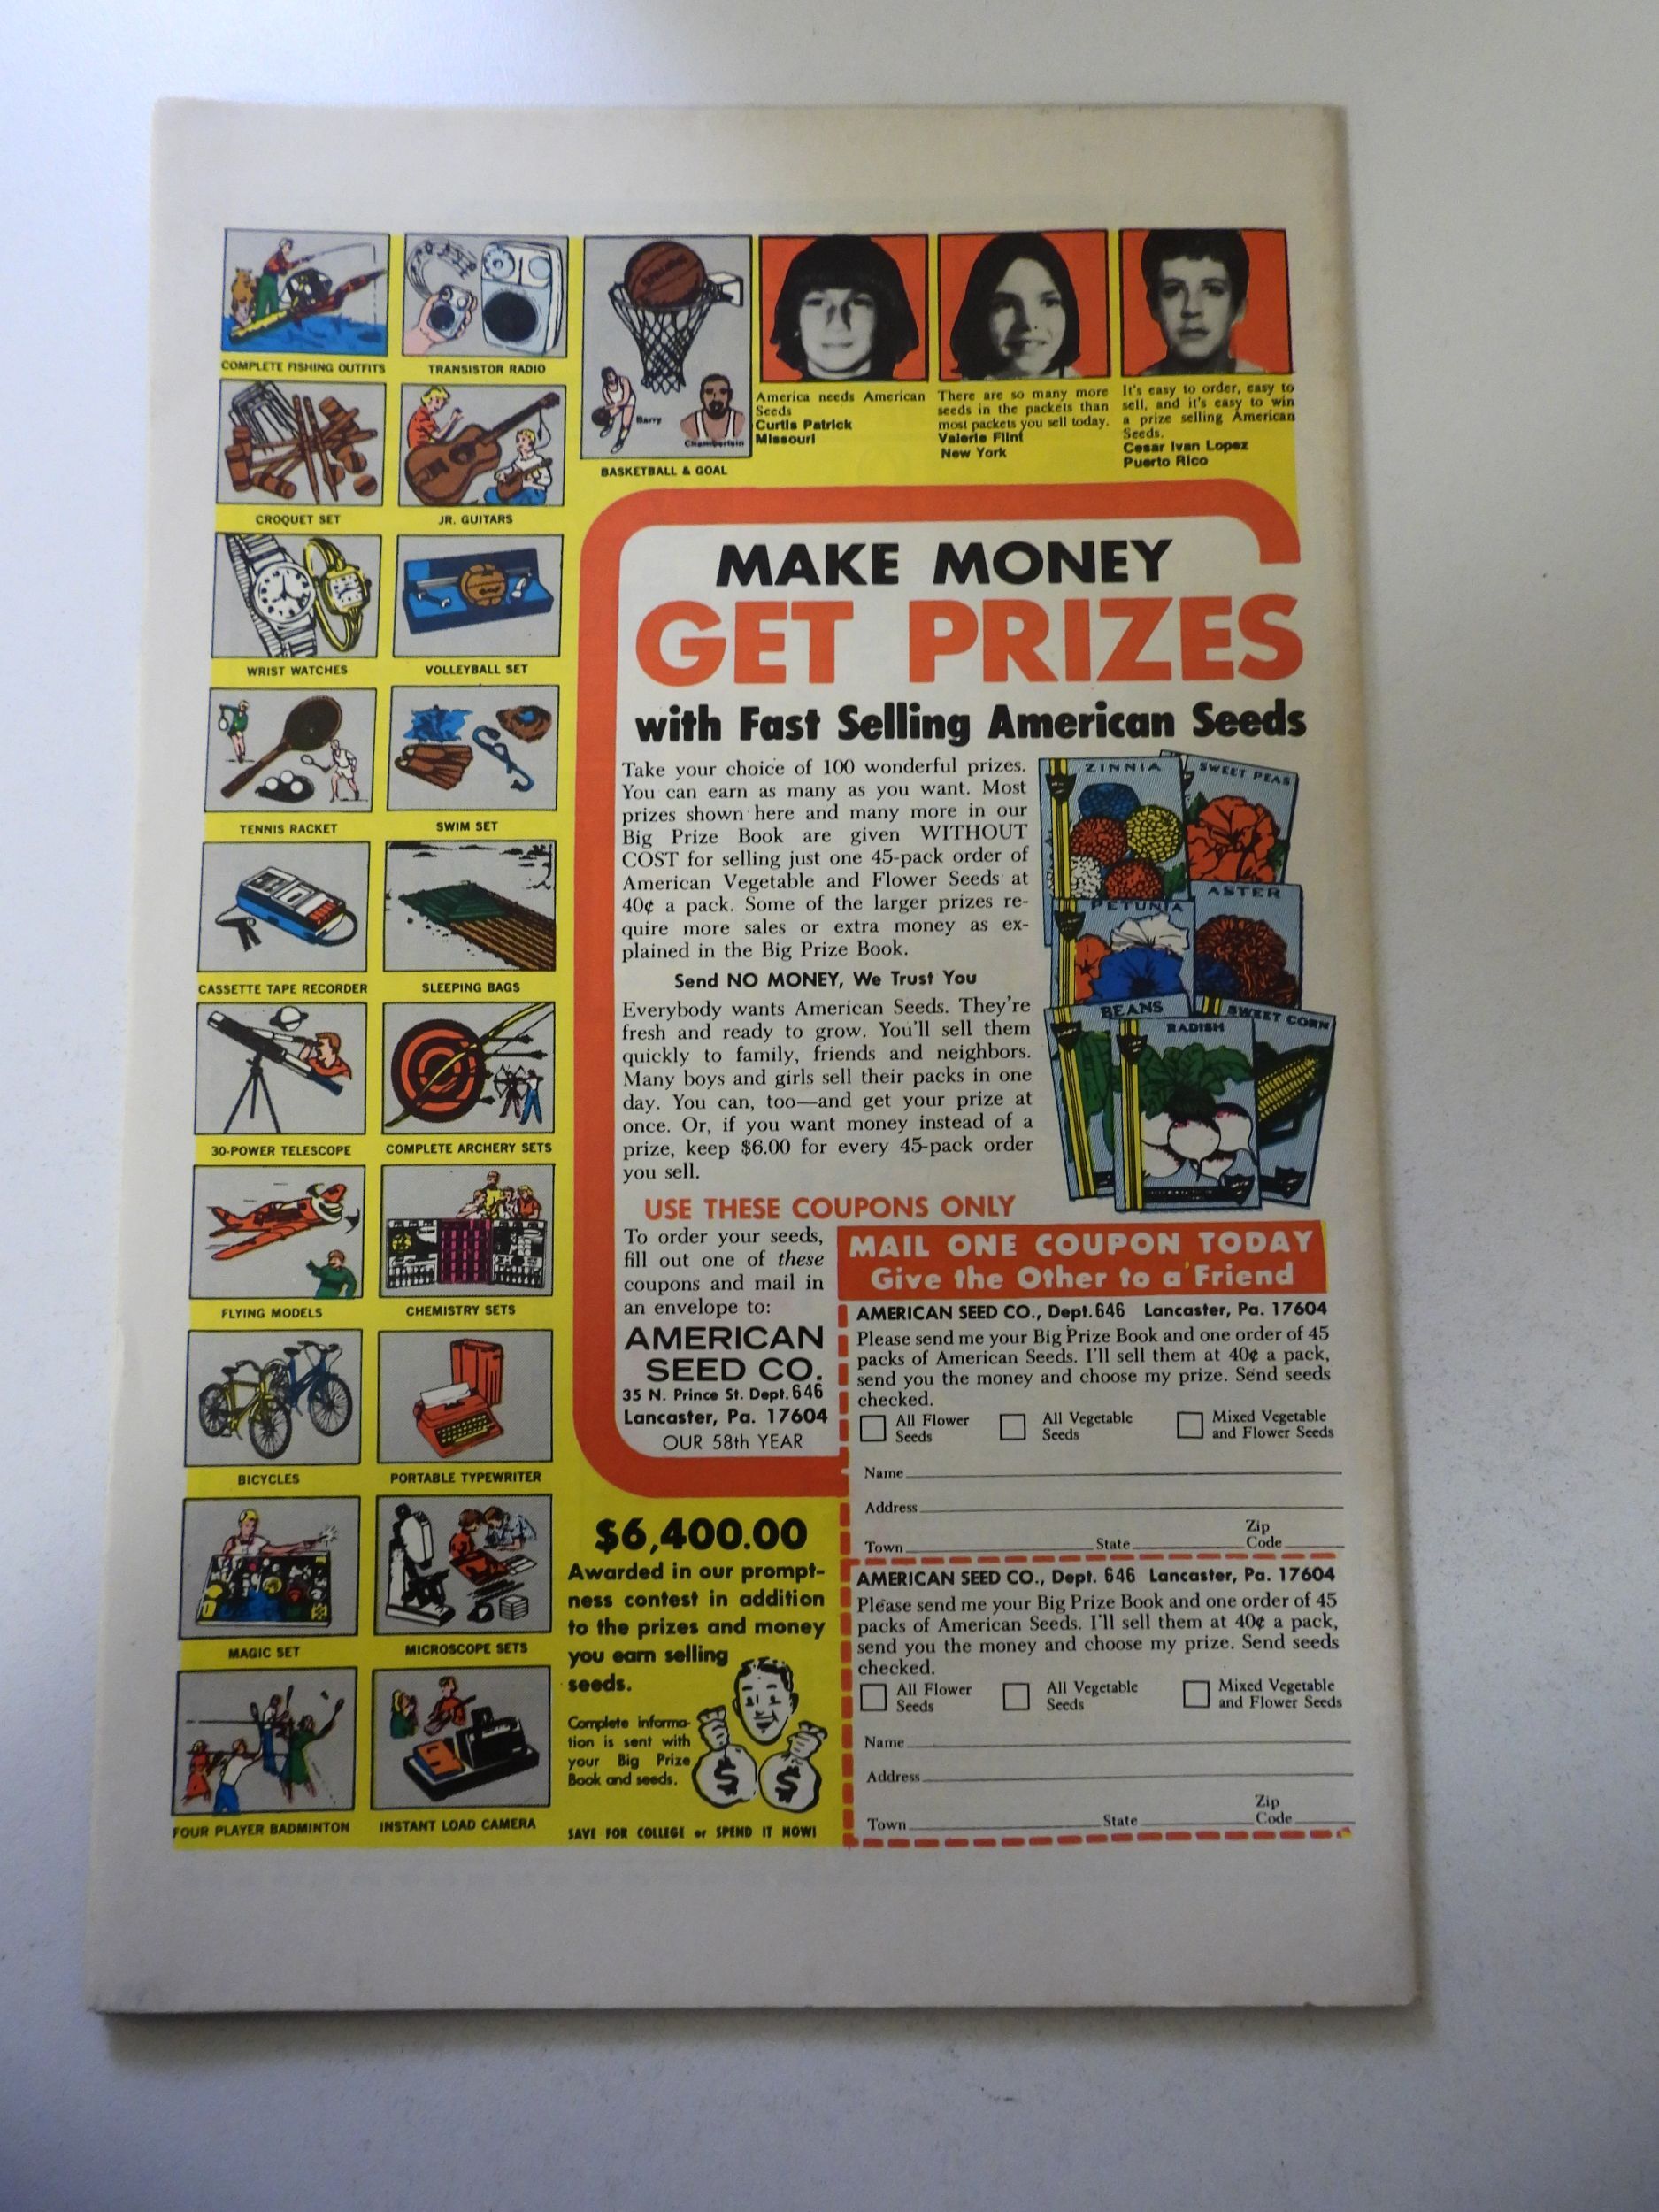 COMPLETE FISHING OUTFITS
TRANSISTOR RADIO
CROQUET SET
JR. GUITARS
WRIST WATCHES
VOLLEYBALL SET
TENNIS RACKET
SWIM SET
CASSETTE TAPE RECORDER
SLEEPING BAGS
30-POWER TELESCOPE
COMPLETE ARCHERY SETS
FLYING MODELS
CHEMISTRY SETS
BICYCLES
PORTABLE TYPEWRITER
MAGIC SET
MICROSCOPE SETS
FOUR PLAYER BADMINTON
INSTANT LOAD CAMERA
SPALDING
Barry
Chamberlain
BASKETBALL & GOAL
America needs American
Seeds
Curtis Patrick
Missouri
There are so many more
seeds in the packets than
most packets you sell today.
Valerie Flint
New York
It's easy to order, easy to
sell, and it's easy to win
a prize selling American
Seeds.
Cesar Ivan Lopez
Puerto Rico
MAKE MONEY
GET PRIZES
with Fast Selling American Seeds
Take your choice of 100 wonderful prizes.
You can earn as many as you want. Most
prizes shown here and many more in our
Big Prize Book are given WITHOUT
COST for selling just one 45-pack order of
American Vegetable and Flower Seeds at
40¢ a pack. Some of the larger prizes re-
quire more sales or extra money as ex-
plained in the Big Prize Book.
Send NO MONEY, We Trust You
Everybody wants American Seeds. They're
fresh and ready to grow. You'll sell them
quickly to family, friends and neighbors.
Many boys and girls sell their packs in one
day. You can, too—and get your prize at
once. Or, if you want money instead of a
prize, keep $6.00 for every 45-pack order
you sell.
ZINNIA
SWEET PEAS
PETUNIA
ASTER
BEANS
RADISH
SWEET CORN
USE THESE COUPONS ONLY
To order your seeds,
fill out one of these
coupons and mail in
an envelope to:
AMERICAN
SEED CO.
35 N. Prince St. Dept. 646
Lancaster, Pa. 17604
OUR 58th YEAR
MAIL ONE COUPON TODAY
Give the Other to a Friend
AMERICAN SEED CO., Dept. 646 Lancaster, Pa. 17604
Please send me your Big Prize Book and one order of 45
packs of American Seeds. I'll sell them at 40¢ a pack,
send you the money and choose my prize. Send seeds
checked.
All Flower Seeds
All Vegetable Seeds
Mixed Vegetable and Flower Seeds
Name
Address
Town State Zip Code
AMERICAN SEED CO., Dept. 646 Lancaster, Pa. 17604
Please send me your Big Prize Book and one order of 45
packs of American Seeds. I'll sell them at 40¢ a pack,
send you the money and choose my prize. Send seeds
checked.
All Flower Seeds
All Vegetable Seeds
Mixed Vegetable and Flower Seeds
Name
Address
Town State Zip Code
$6,400.00
Awarded in our prompt-
ness contest in addition
to the prizes and money
you earn selling
seeds.
Complete informa-
tion is sent with
your Big Prize
Book and seeds.
$ $
SAVE FOR COLLEGE or SPEND IT NOW!